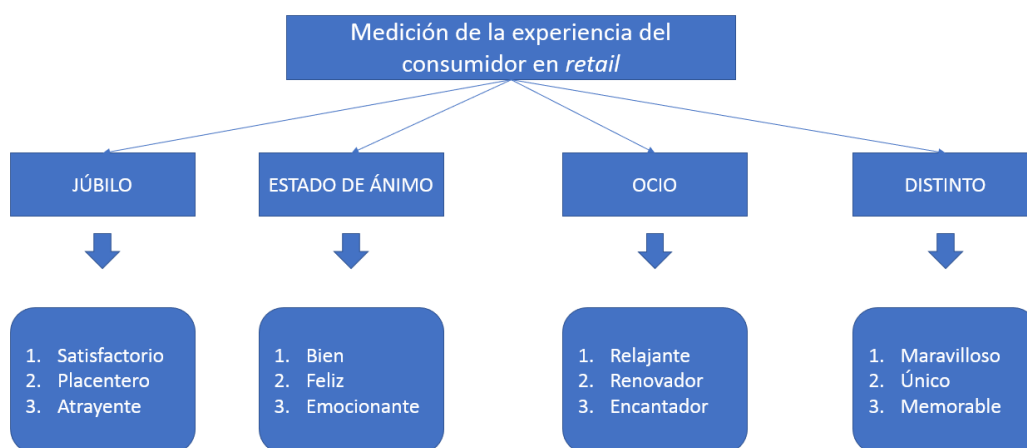 Medición de la experiencia del
consumidor en retail
JÚBILO
ESTADO DE ÁNIMO
OCIO
DISTINTO
1. Satisfactorio
2. Placentero
3. Atrayente
1. Bien
2. Feliz
3. Emocionante
1. Relajante
2. Renovador
3. Encantador
1. Maravilloso
2. Único
3. Memorable